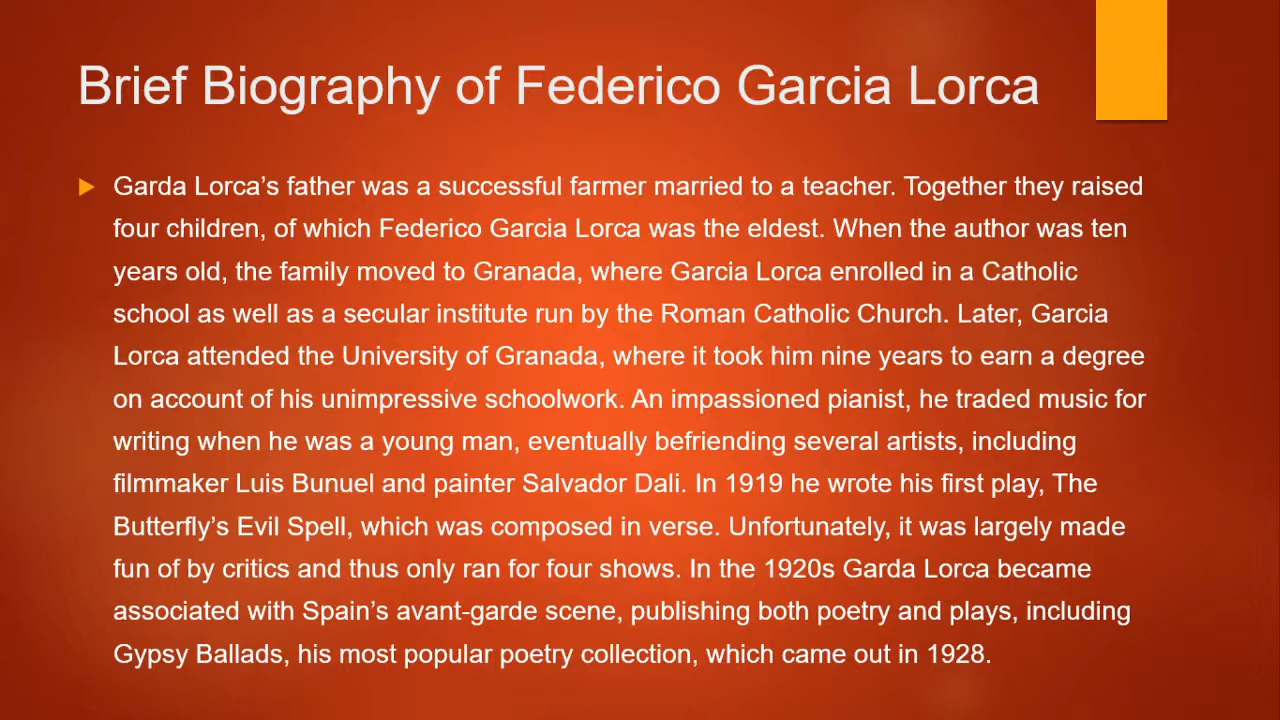 Brief Biography of Federico Garcia Lorca
Garda Lorca’s father was a successful farmer married to a teacher. Together they raised
four children, of which Federico Garcia Lorca was the eldest. When the author was ten
years old, the family moved to Granada, where Garcia Lorca enrolled in a Catholic
school as well as a secular institute run by the Roman Catholic Church. Later, Garcia
Lorca attended the University of Granada, where it took him nine years to earn a degree
on account of his unimpressive schoolwork. An impassioned pianist, he traded music for
writing when he was a young man, eventually befriending several artists, including
filmmaker Luis Bunuel and painter Salvador Dali. In 1919 he wrote his first play, The
Butterfly’s Evil Spell, which was composed in verse. Unfortunately, it was largely made
fun of by critics and thus only ran for four shows. In the 1920s Garda Lorca became
associated with Spain’s avant-garde scene, publishing both poetry and plays, including
Gypsy Ballads, his most popular poetry collection, which came out in 1928.